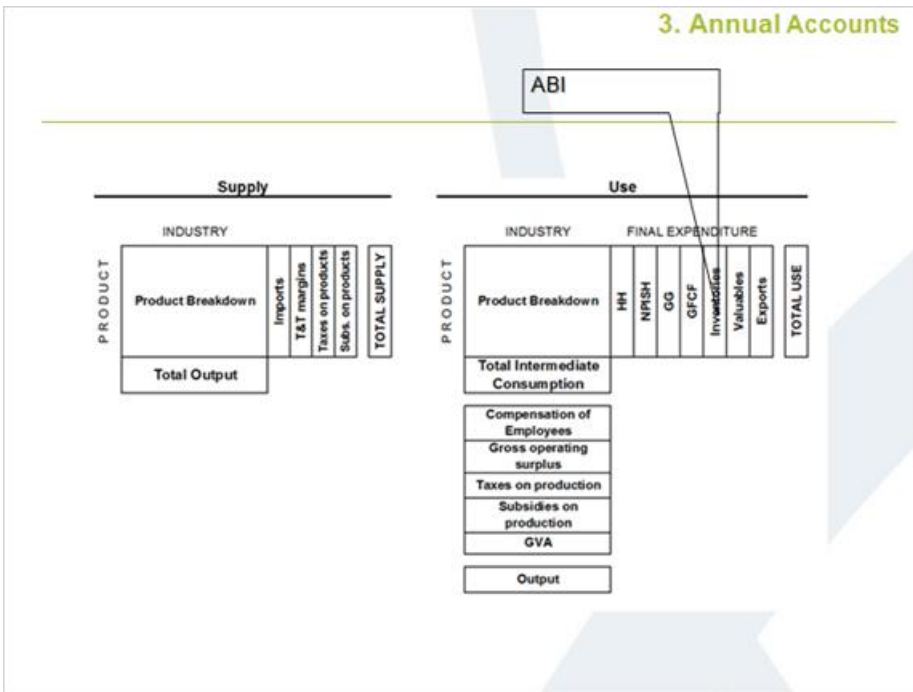 3. Annual Accounts
ABI
Supply
Use
INDUSTRY
INDUSTRY
FINAL EXPENDITURE
PRODUCT
Product Breakdown
Imports
T&T margins
Taxes on products
Subs. on products
TOTAL SUPPLY
PRODUCT
Product Breakdown
HH
NPISH
GG
GFCF
Inventories
Valuables
Exports
TOTAL USE
Total Output
Total Intermediate
Consumption
Compensation of
Employees
Gross operating
surplus
Taxes on production
Subsidies on
production
GVA
Output